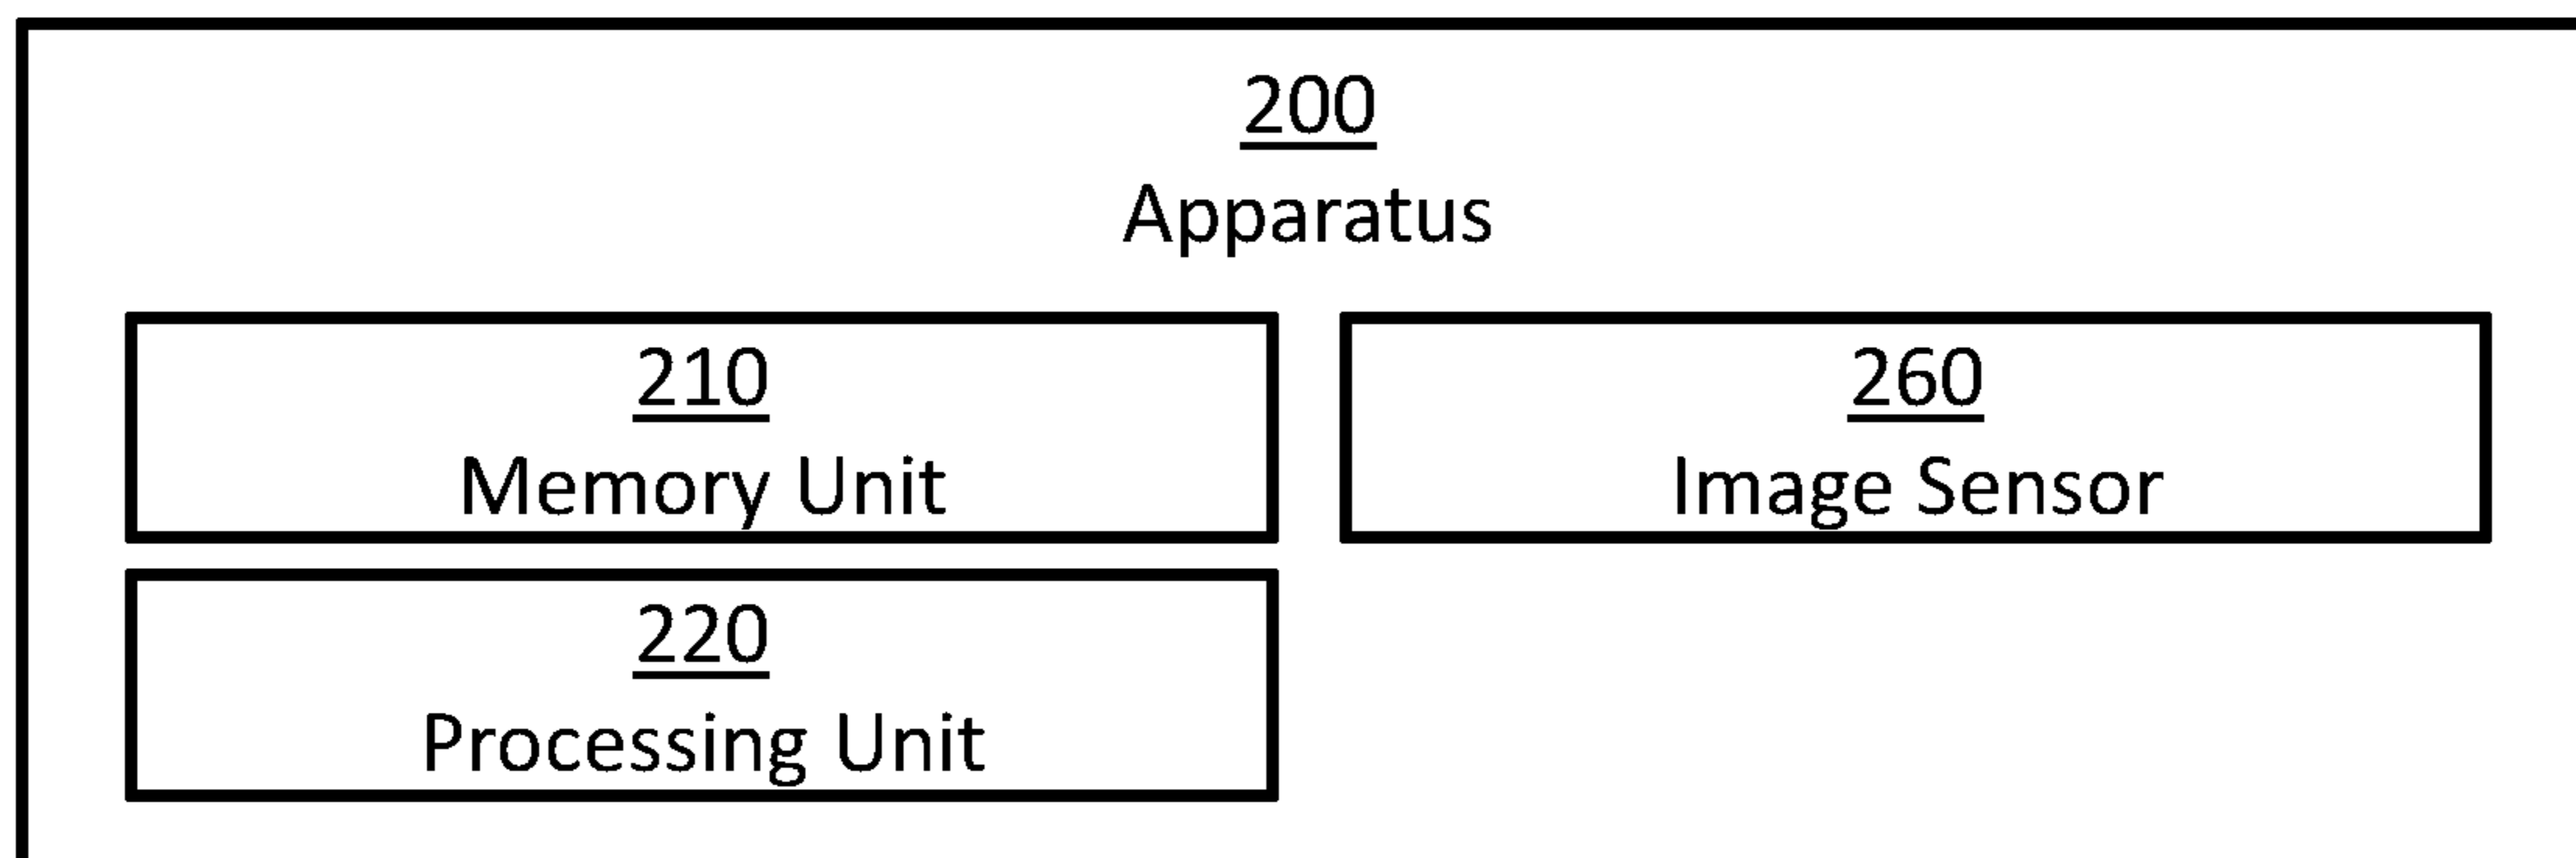 200
Apparatus
210
Memory Unit
260
Image Sensor
220
Processing Unit